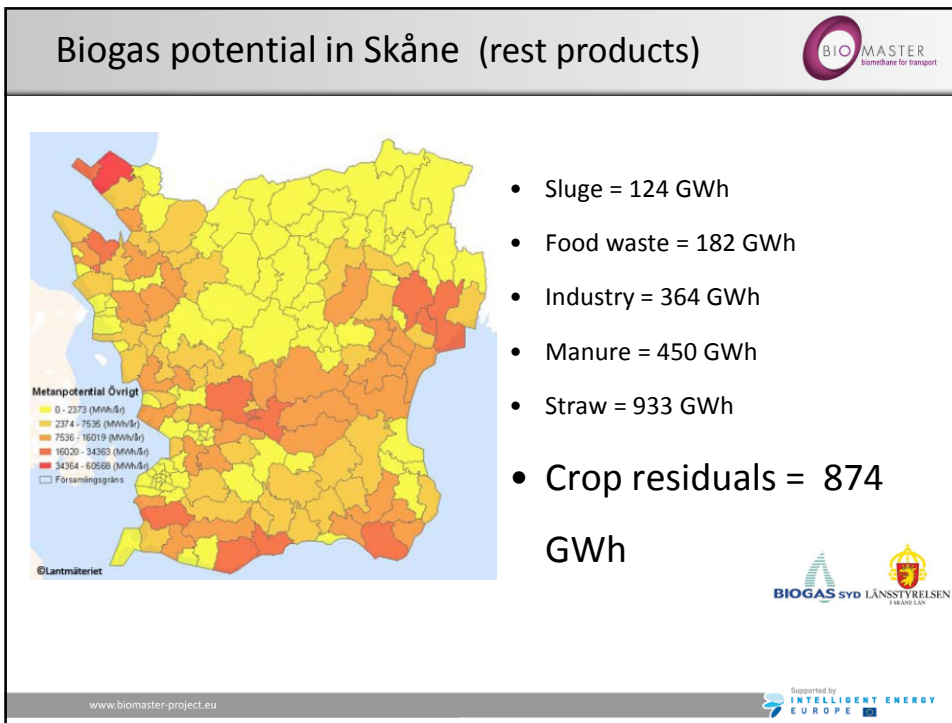 Biogas potential in Skåne (rest products)
BIO MASTER
biomethane for transport
• Sluge = 124 GWh
• Food waste = 182 GWh
• Industry = 364 GWh
• Manure = 450 GWh
• Straw = 933 GWh
• Crop residuals = 874
GWh
Metanpotential Övrigt
0 - 2373 (MWh/år)
2374 - 7535 (MWh/år)
7536 - 16019 (MWh/år)
16020 - 34363 (MWh/år)
34364 - 60568 (MWh/år)
Församlingsgräns
©Lantmäteriet
BIOGAS SYD
LÄNSSTYRELSEN
I SKÅNE LÄN
www.biomaster-project.eu
Supported by
INTELLIGENT ENERGY
EUROPE